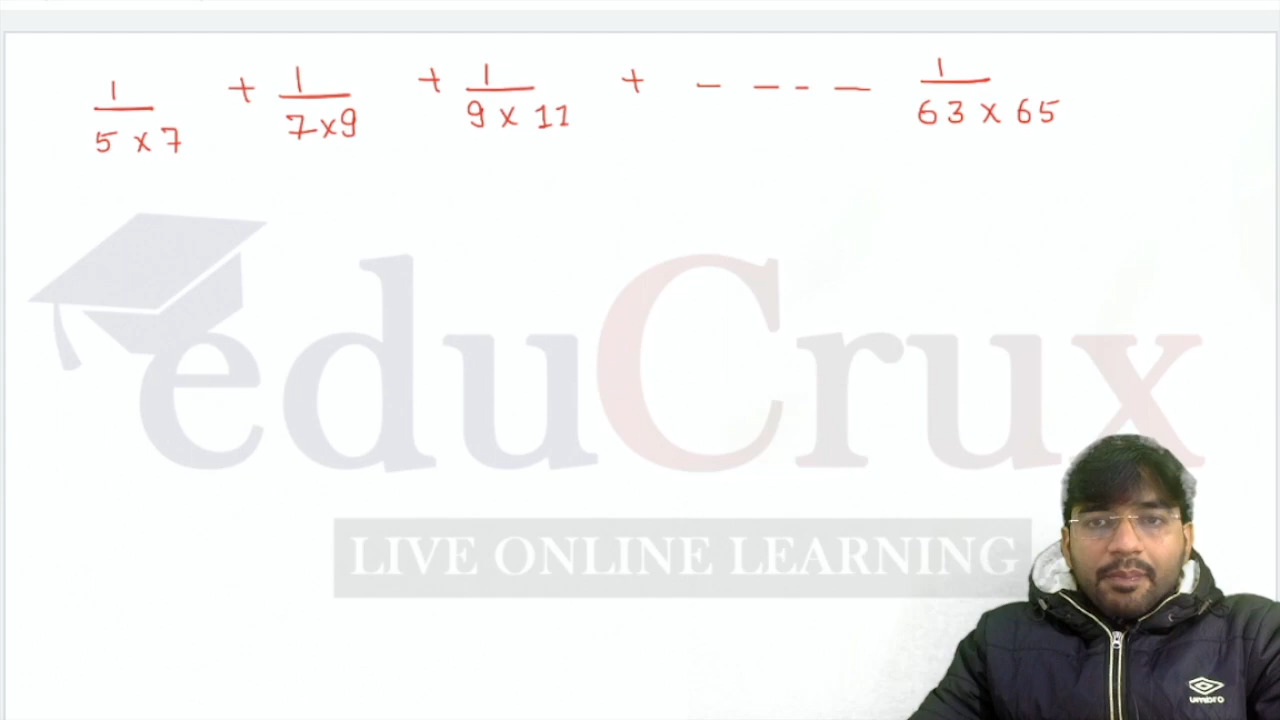 1/5 x 7 + 1/7x9 + 1/9 x 11 + - - - - 1/63 x 65
eduCrux
LIVE ONLINE LEARNING
umbro